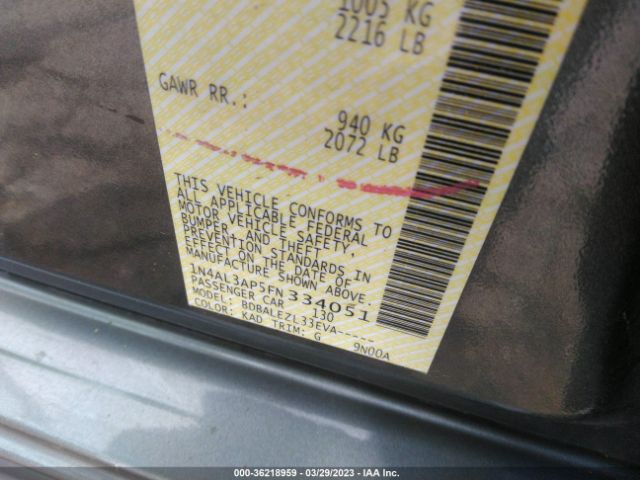 1005 KG
2216 LB
GAWR RR.:
940 KG
2072 LB
THIS VEHICLE CONFORMS TO
ALL APPLICABLE FEDERAL
MOTOR VEHICLE SAFETY,
BUMPER, AND THEFT
PREVENTION STANDARDS IN
EFFECT ON THE DATE OF
MANUFACTURE SHOWN ABOVE.
1N4AL3AP5FN334051
PASSENGER CAR 130
MODEL: BDBALEZL33EVA-----
COLOR: KAD TRIM: G 9N00A
000-36218959 — 03/29/2023 — IAA Inc.